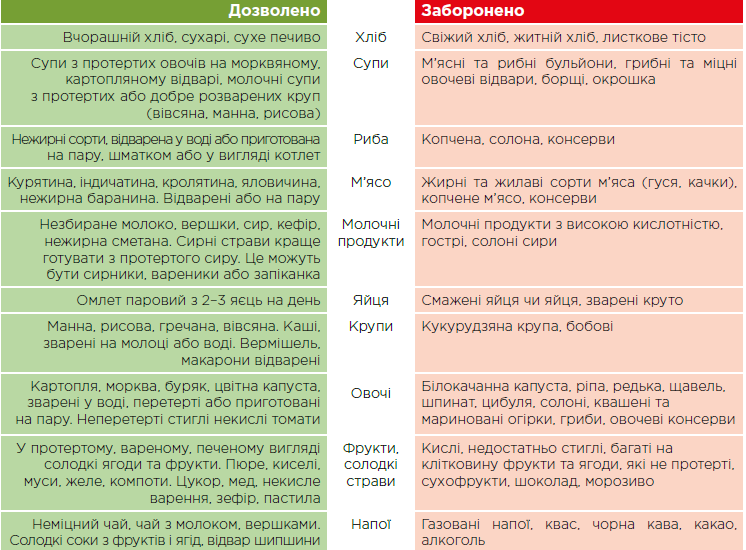 Дозволено
Заборонено
Вчорашній хліб, сухарі, сухе печиво
Хліб
Свіжий хліб, житній хліб, листкове тісто
Супи з протертих овочів на морквяному,
картопляному відварі, молочні супи
з протертих або добре розварених круп
(вівсяна, манна, рисова)
Супи
М’ясні та рибні бульйони, грибні та міцні
овочеві відвари, борщі, окрошка
Нежирні сорти, відварена у воді або приготована
на пару, шматком або у вигляді котлет
Риба
Копчена, солона, консерви
Курятина, індичатина, кролятина, яловичина,
нежирна баранина. Відварені або на пару
М’ясо
Жирні та жилаві сорти м’яса (гуся, качки),
копчене м’ясо, консерви
Незбиране молоко, вершки, сир, кефір,
нежирна сметана. Сирні страви краще
готувати з протертого сиру. Це можуть
бути сирники, вареники або запіканка
Молочні
продукти
Молочні продукти з високою кислотністю,
гострі, солоні сири
Омлет паровий з 2–3 яєць на день
Яйця
Смажені яйця чи яйця, зварені круто
Манна, рисова, гречана, вівсяна. Каші,
зварені на молоці або воді. Вермішель,
макарони відварені
Крупи
Кукурудзяна крупа, бобові
Картопля, морква, буряк, цвітна капуста,
зварені у воді, перетерті або приготовані
на пару. Неперетерті стиглі некислі томати
Овочі
Білокачанна капуста, ріпа, редька, щавель,
шпинат, цибуля, солоні, квашені та
мариновані огірки, гриби, овочеві консерви
У протертому, вареному, печеному вигляді
солодкі ягоди та фрукти. Пюре, киселі,
муси, желе, компоти. Цукор, мед, некисле
варення, зефір, пастила
Фрукти,
солодкі
страви
Кислі, недостатньо стиглі, багаті на
клітковину фрукти та ягоди, які не протерті,
сухофрукти, шоколад, морозиво
Неміцний чай, чай з молоком, вершками.
Солодкі соки з фруктів і ягід, відвар шипшини
Напої
Газовані напої, квас, чорна кава, какао,
алкоголь